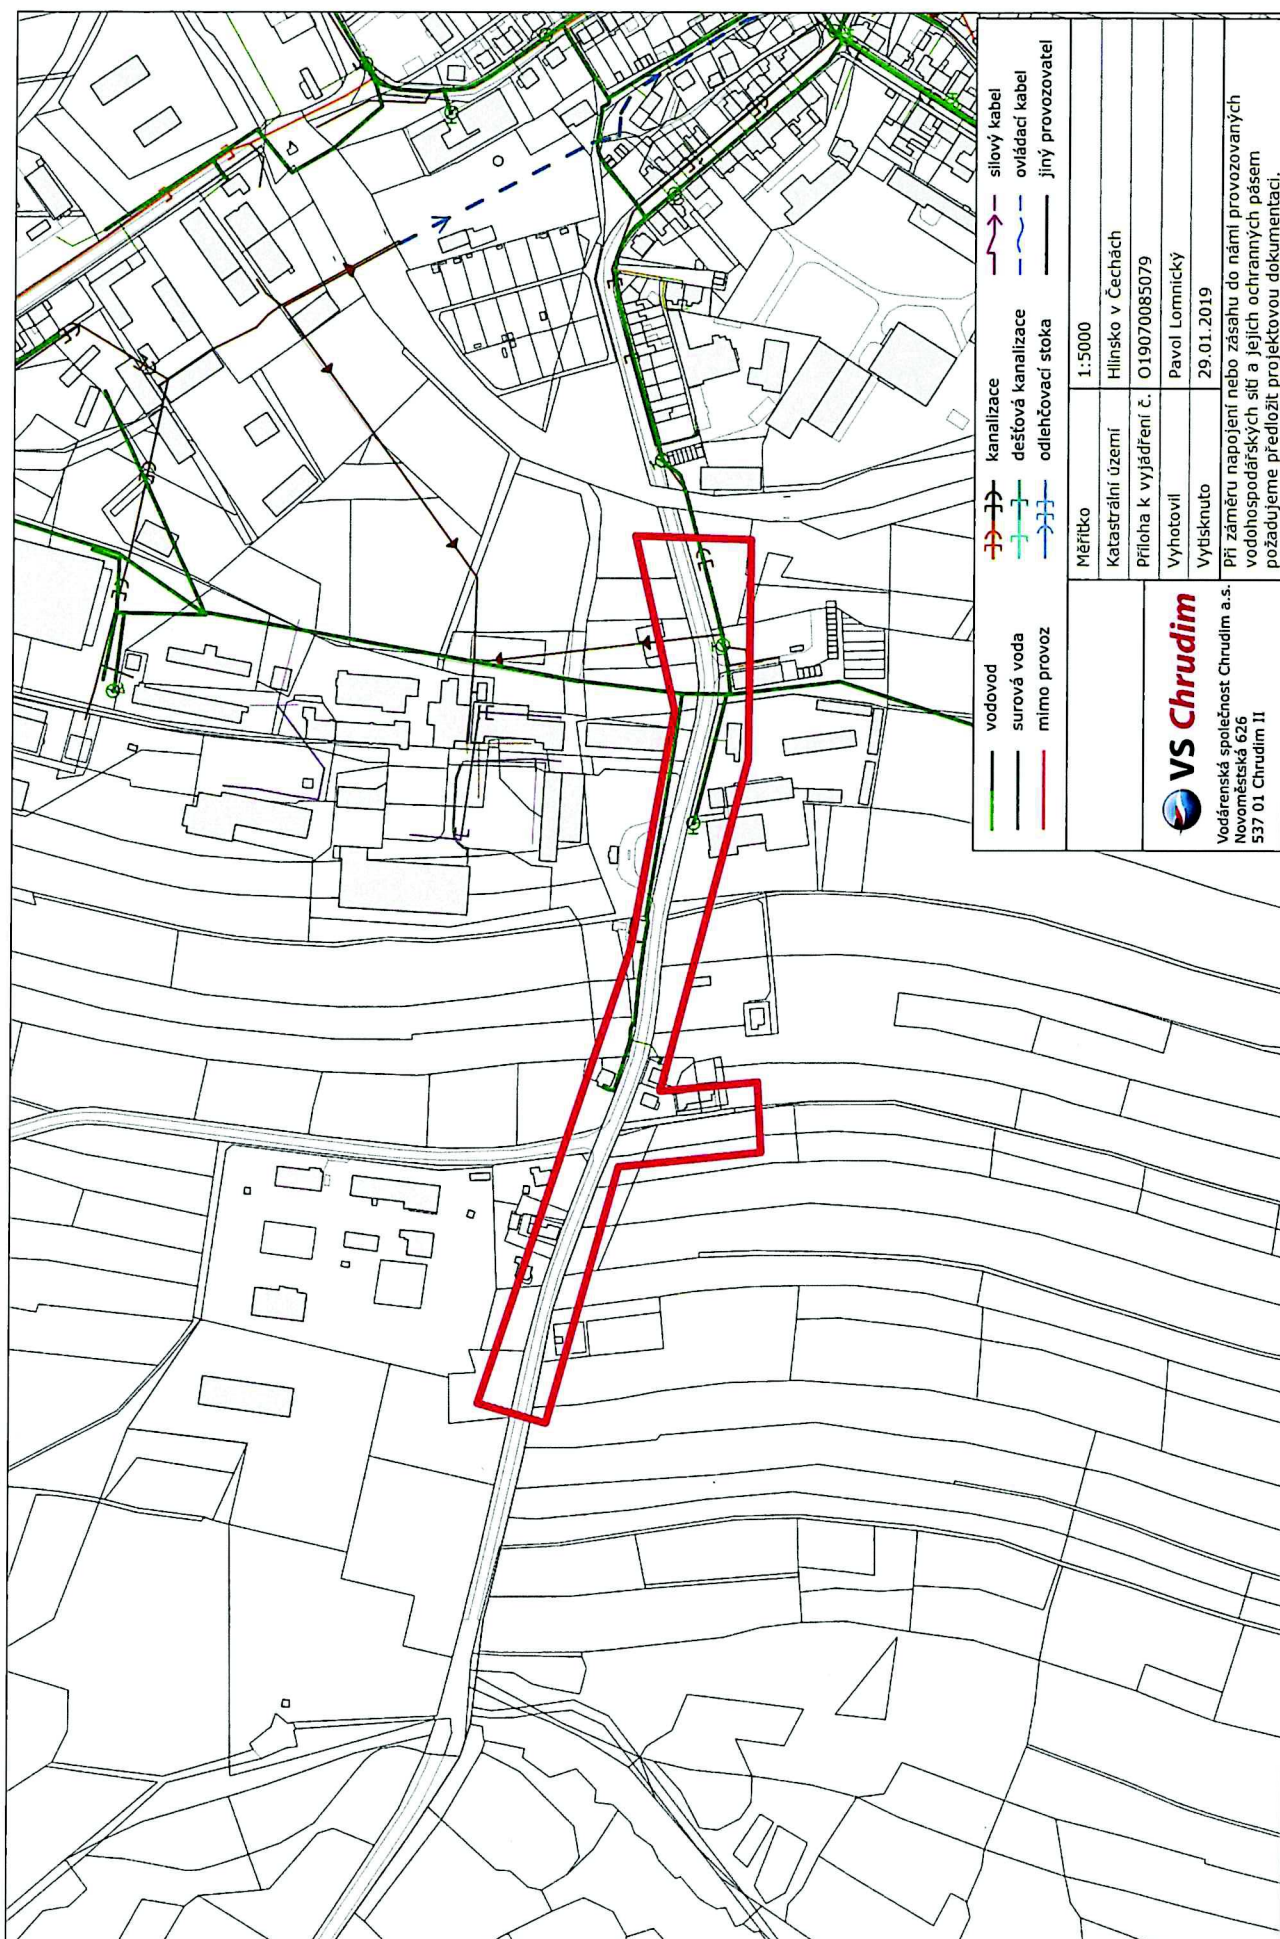 vodovod
surová voda
mimo provoz
kanalizace
dešťová kanalizace
odlehčovací stoka
silový kabel
ovládací kabel
jiný provozovatel
Měřítko 1:5000
Katastrální území Hlinsko v Čechách
Příloha k vyjádření č. O19070085079
Vyhotovil Pavol Lomnický
Vytisknuto 29.01.2019
VS Chrudim
Vodárenská společnost Chrudim a.s.
Novoměstská 626
537 01 Chrudim II
Při záměru napojení nebo zásahu do námi provozovaných
vodohospodářských sítí a jejich ochranných pásem
požadujeme předložit projektovou dokumentaci.